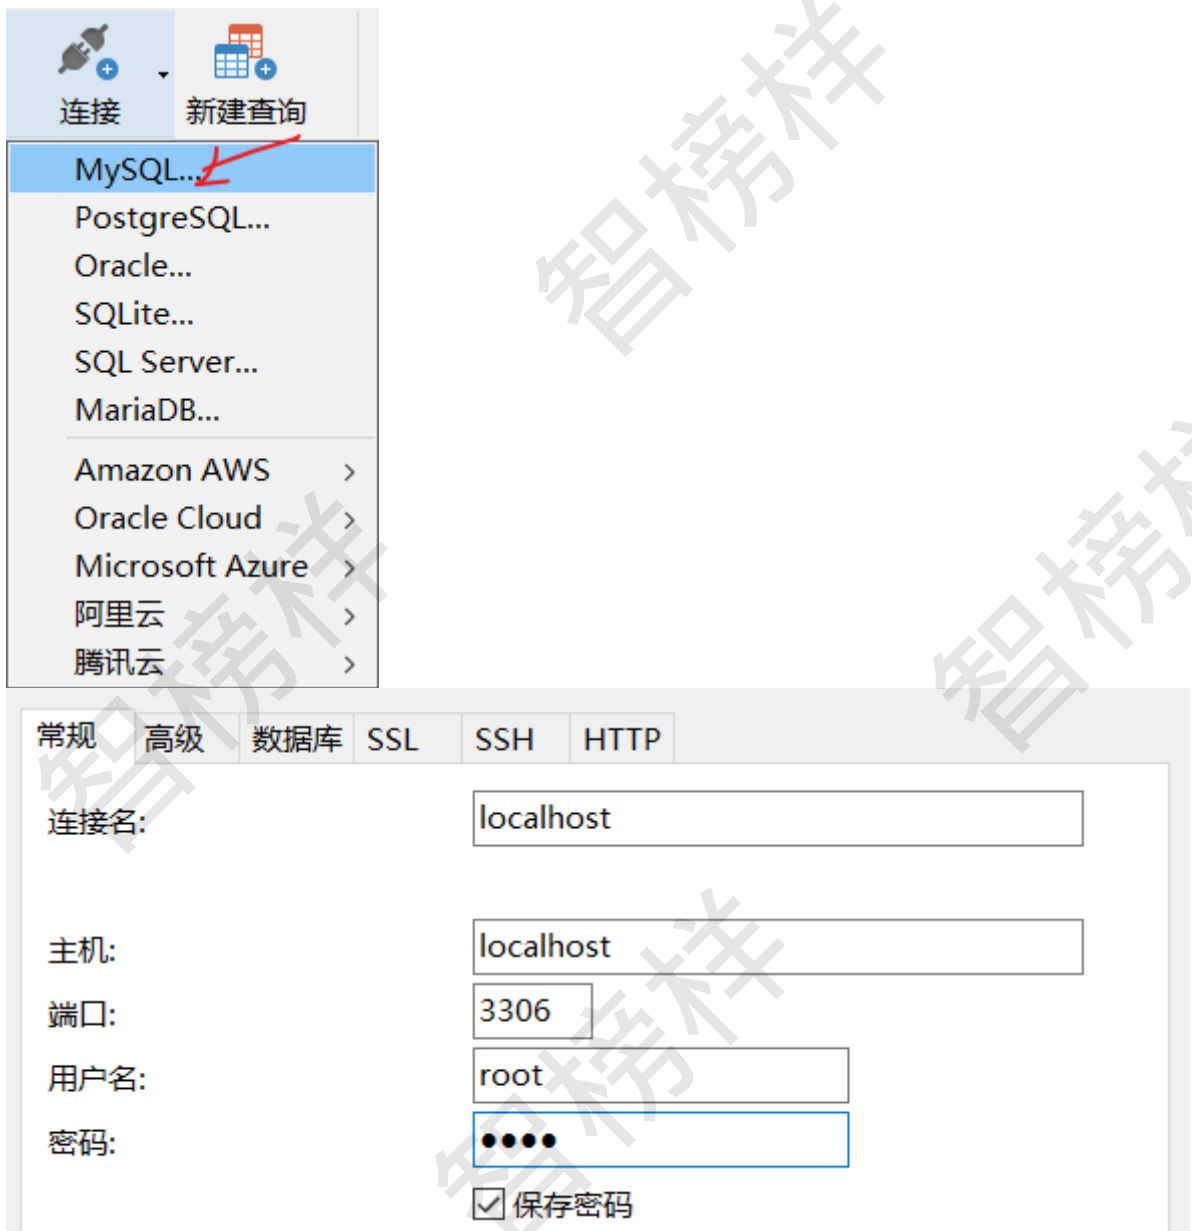 连接 新建查询
MySQL...
PostgreSQL...
Oracle...
SQLite...
SQL Server...
MariaDB...
Amazon AWS
Oracle Cloud
Microsoft Azure
阿里云
腾讯云
常规 高级 数据库 SSL SSH HTTP
连接名: localhost
主机: localhost
端口: 3306
用户名: root
密码: ●●●●
保存密码
智榜样
智榜样
智榜样
智榜样